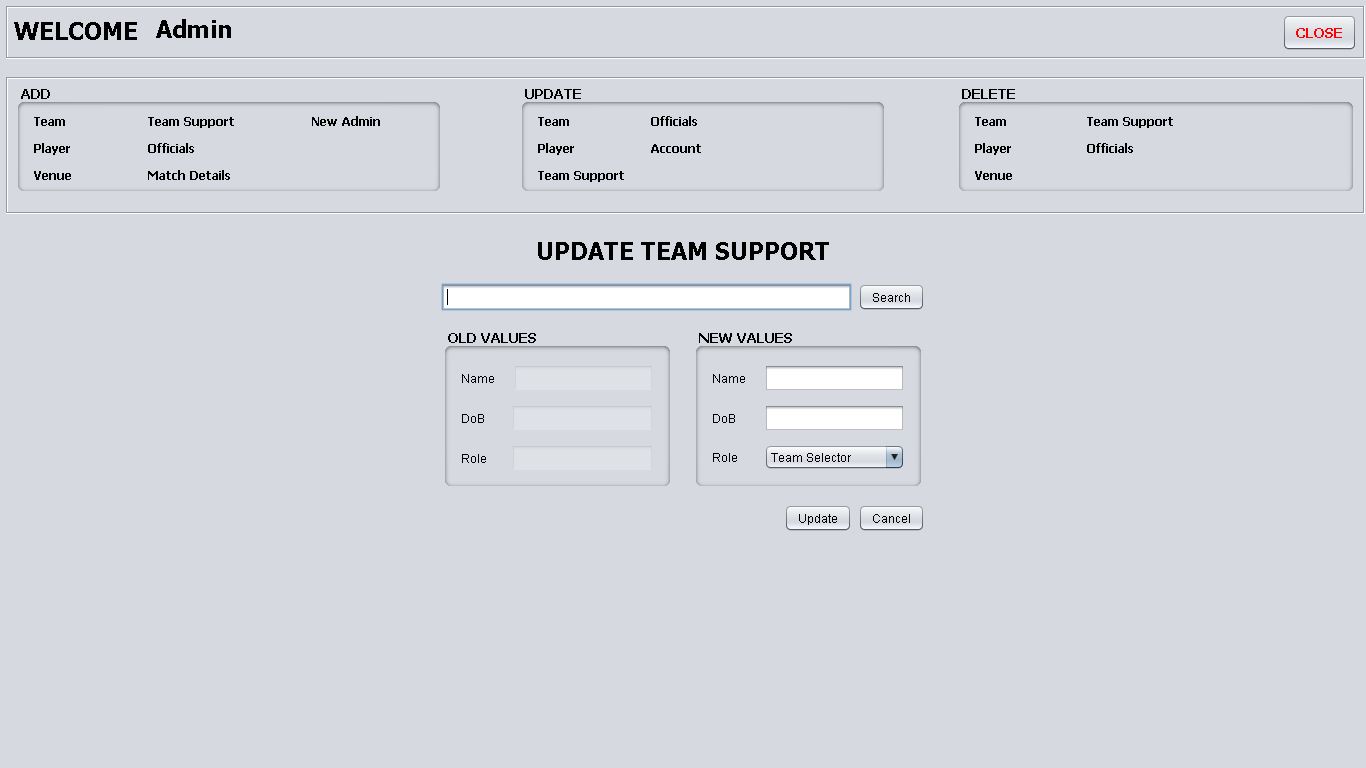 WELCOME Admin
CLOSE
ADD
Team Team Support New Admin
Player Officials
Venue Match Details
UPDATE
Team Officials
Player Account
Team Support
DELETE
Team Team Support
Player Officials
Venue
UPDATE TEAM SUPPORT
Search
OLD VALUES
Name
DoB
Role
NEW VALUES
Name
DoB
Role Team Selector
Update Cancel